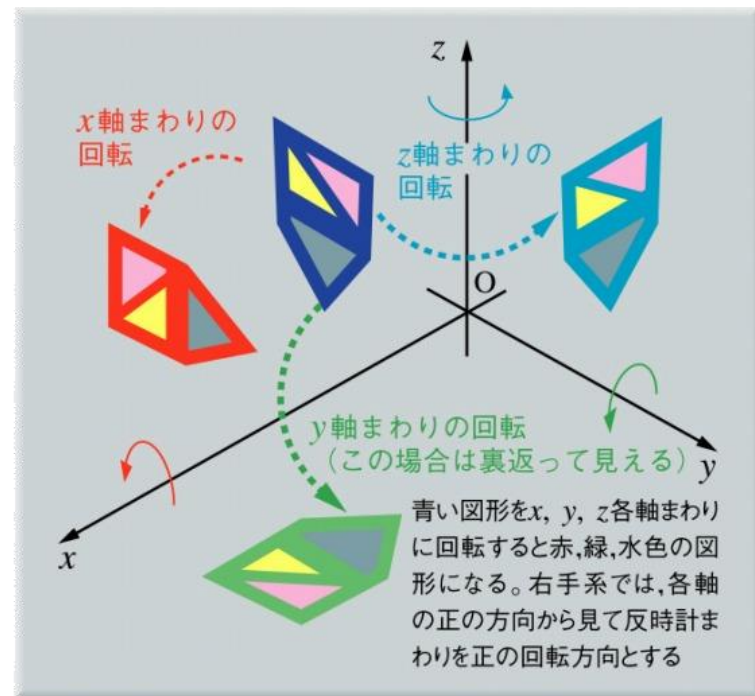 z
x軸まわりの
回転
z軸まわりの
回転
O
y軸まわりの回転
（この場合は裏返って見える）
y
x
青い図形をx, y, z各軸まわり
に回転すると赤,緑,水色の図
形になる。右手系では,各軸
の正の方向から見て反時計ま
わりを正の回転方向とする